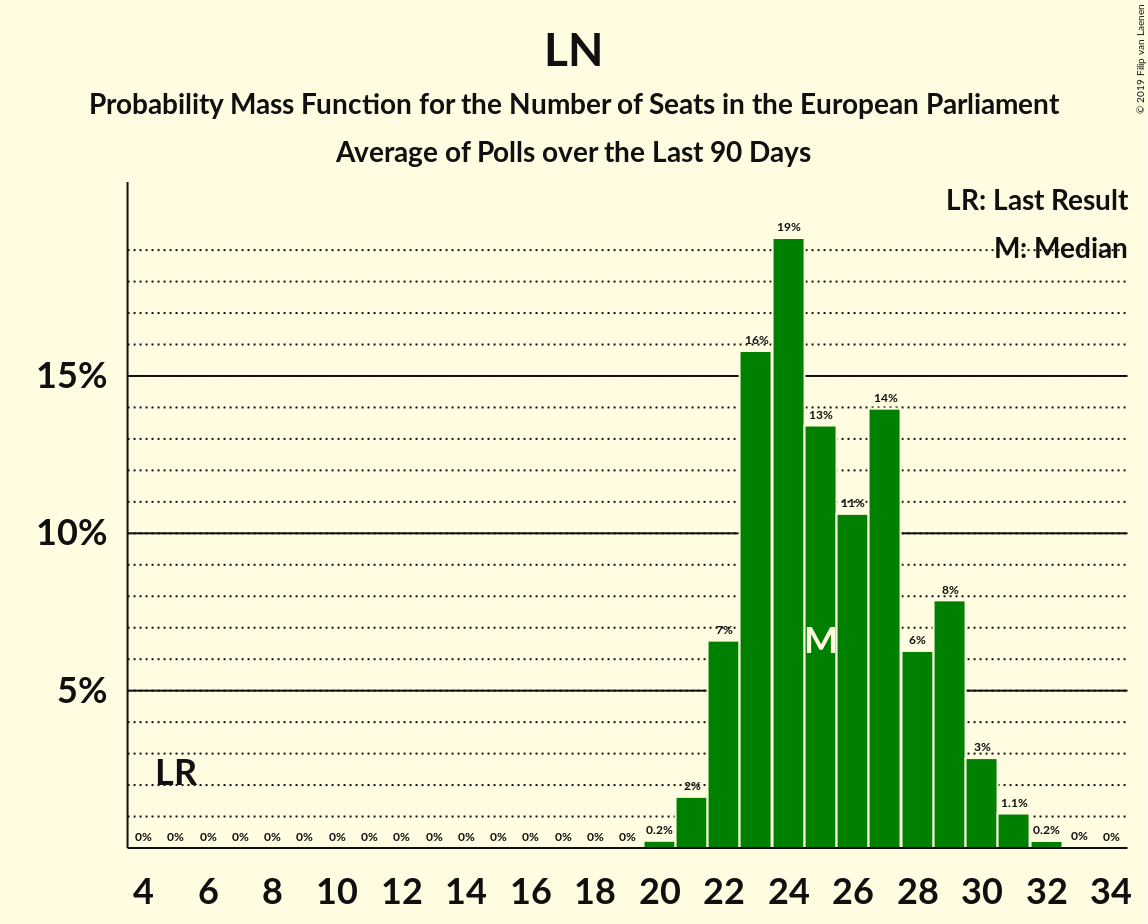 © 2019 Filip van Laenen
LN
Probability Mass Function for the Number of Seats in the European Parliament
Average of Polls over the Last 90 Days
LR: Last Result
M: Median
15%
10%
5%
0% 0% 0% 0% 0% 0% 0% 0% 0% 0% 0% 0% 0% 0% 0% 0% 0.2% 2% 7% 16% 19% 13% 11% 14% 6% 8% 3% 1.1% 0.2% 0% 0%
LR
M
4 6 8 10 12 14 16 18 20 22 24 26 28 30 32 34